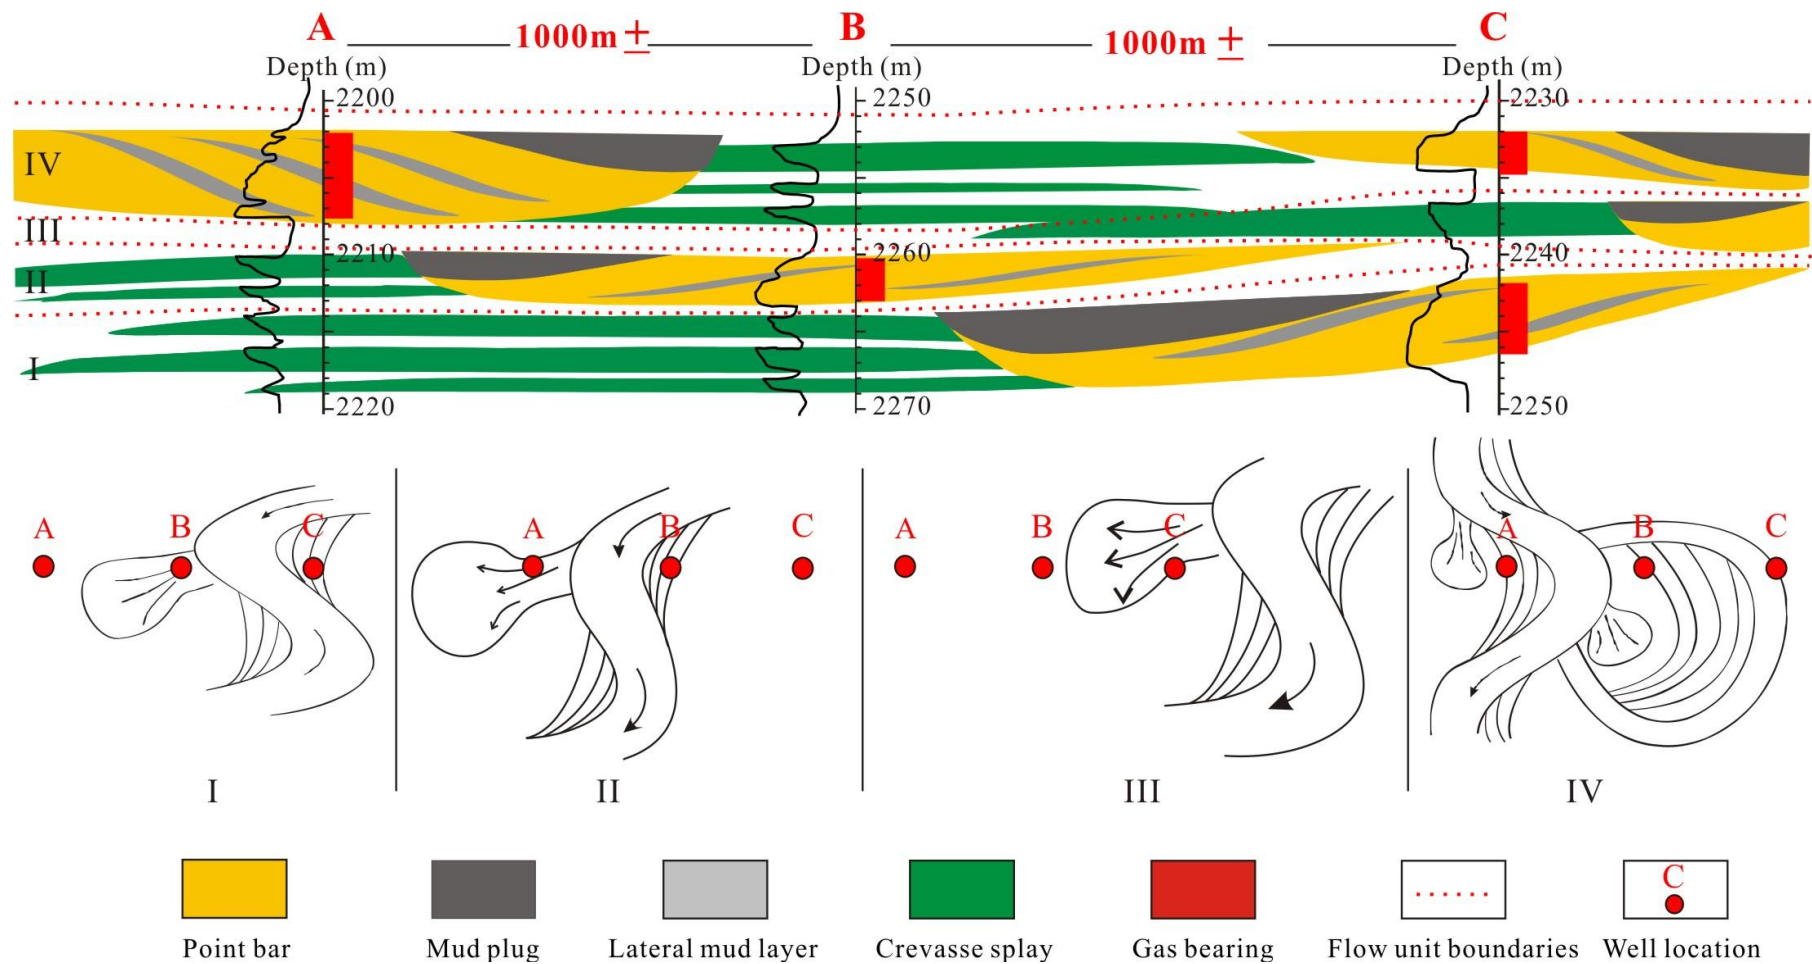 A 1000m ± B 1000m ± C
Depth (m) Depth (m) Depth (m)
2200 2250 2230
IV
III
2210 2260 2240
II
I
2220 2270 2250
A B C A B C A B C A B C
I II III IV
C
Point bar Mud plug Lateral mud layer Crevasse splay Gas bearing Flow unit boundaries Well location